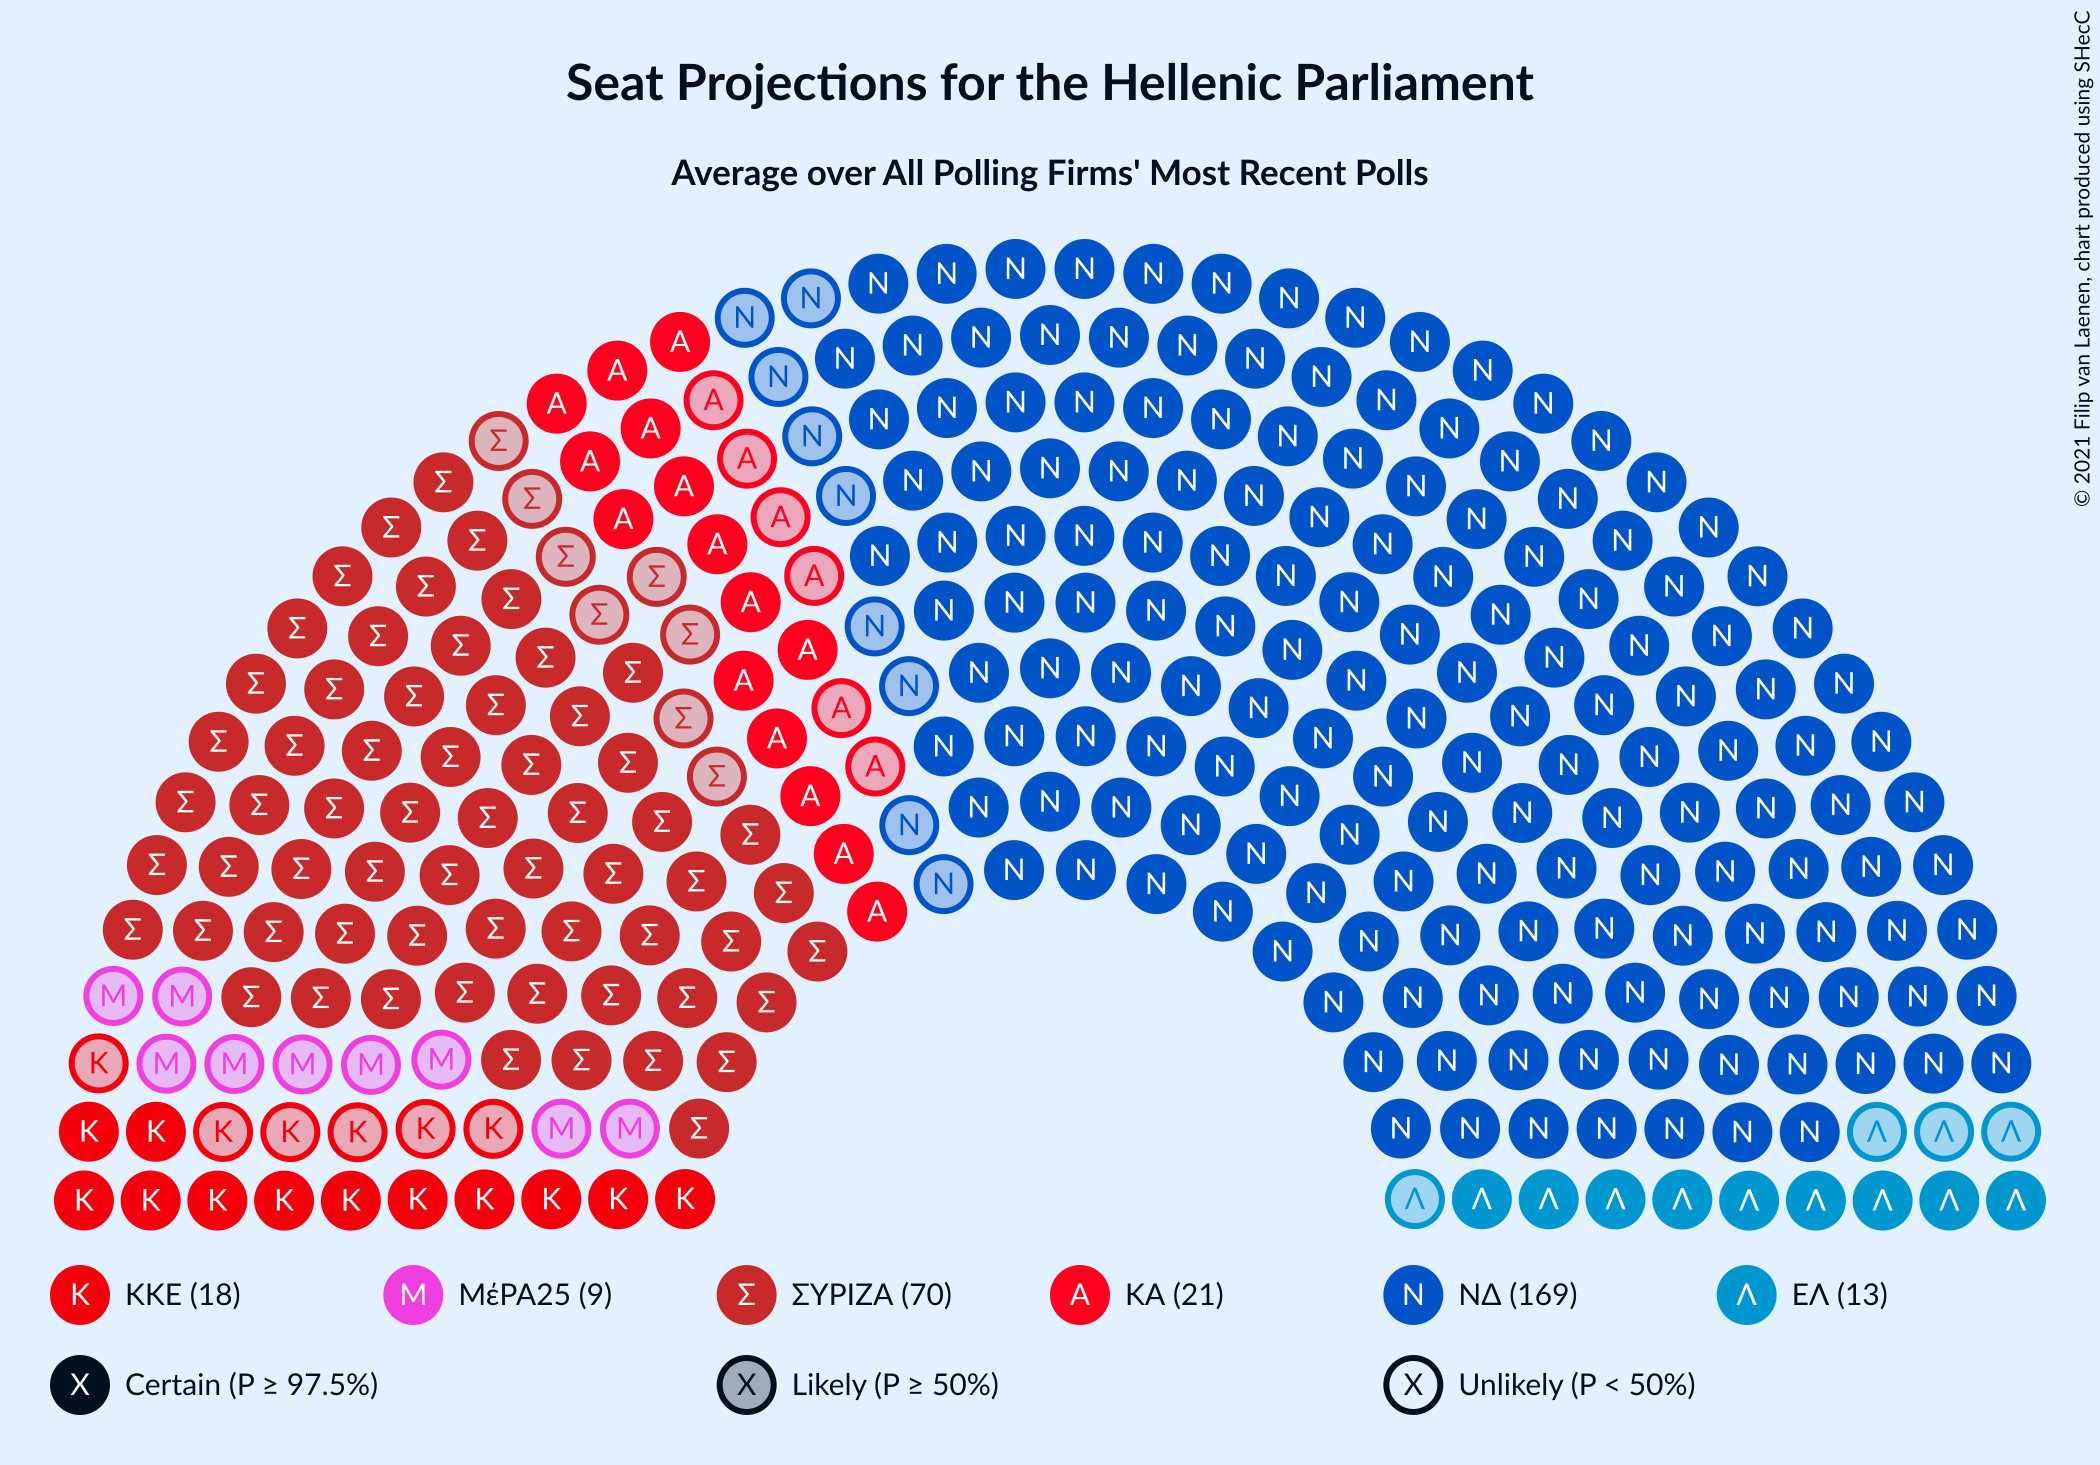 Seat Projections for the Hellenic Parliament
Average over All Polling Firms' Most Recent Polls
© 2021 Filip van Laenen, chart produced using SHecC
K KKE (18) M ΜέΡΑ25 (9) Σ ΣΥΡΙΖΑ (70) A ΚΑ (21) N ΝΔ (169) Λ ΕΛ (13)
X Certain (P ≥ 97.5%) X Likely (P ≥ 50%) X Unlikely (P < 50%)